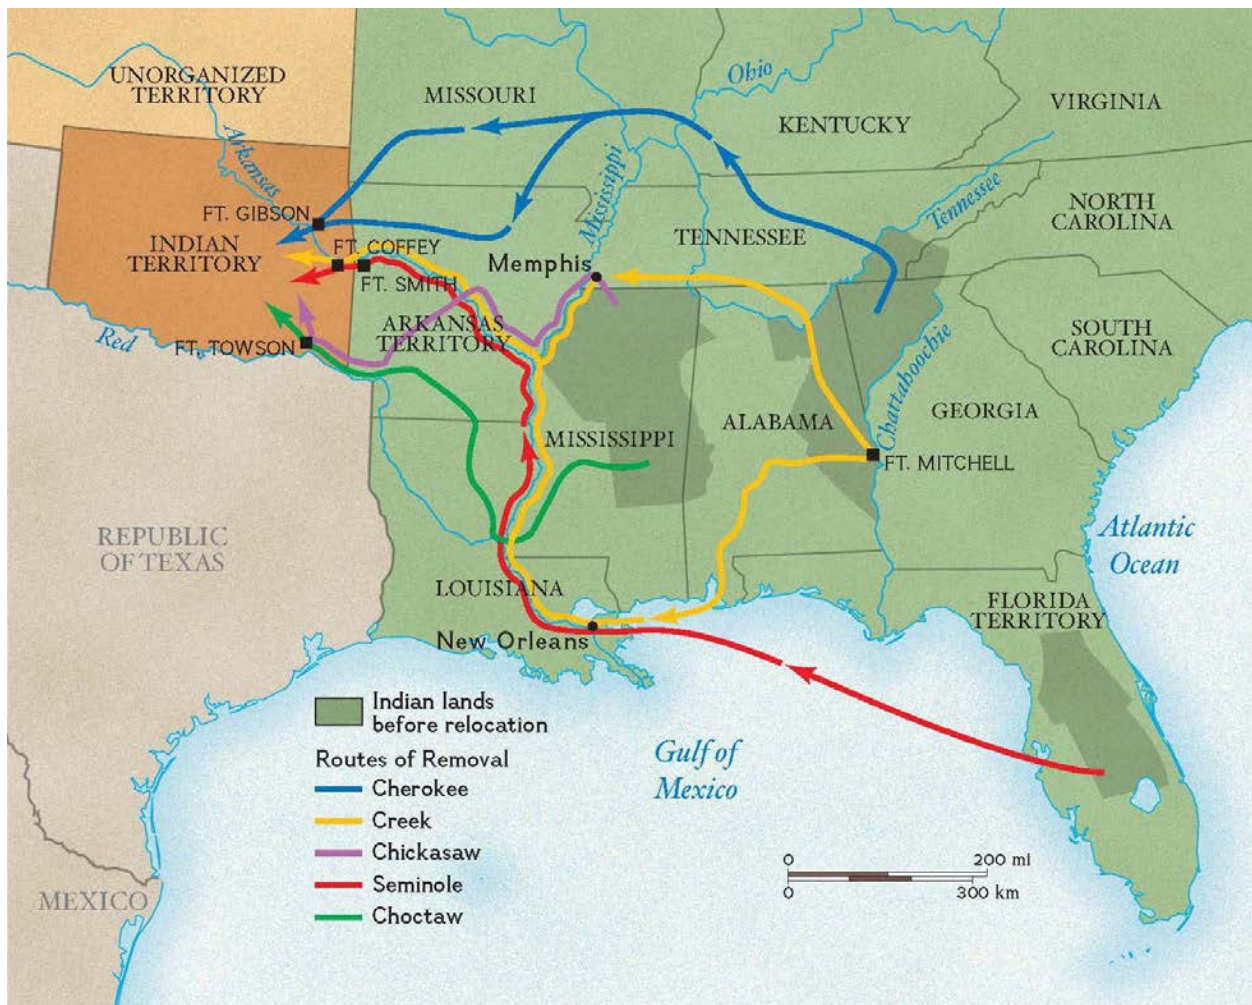 UNORGANIZED
TERRITORY
MISSOURI
Ohio
KENTUCKY
VIRGINIA
Arkansas
Mississippi
Tennessee
FT. GIBSON
INDIAN
TERRITORY
FT. COFFEY
FT. SMITH
Memphis
TENNESSEE
NORTH
CAROLINA
Red
FT. TOWSON
ARKANSAS
TERRITORY
SOUTH
CAROLINA
Chattahoochie
MISSISSIPPI
ALABAMA
GEORGIA
FT. MITCHELL
REPUBLIC
OF TEXAS
Atlantic
Ocean
LOUISIANA
New Orleans
FLORIDA
TERRITORY
Gulf of
Mexico
MEXICO
Indian lands
before relocation
Routes of Removal
Cherokee
Creek
Chickasaw
Seminole
Choctaw
0 200 mi
0 300 km